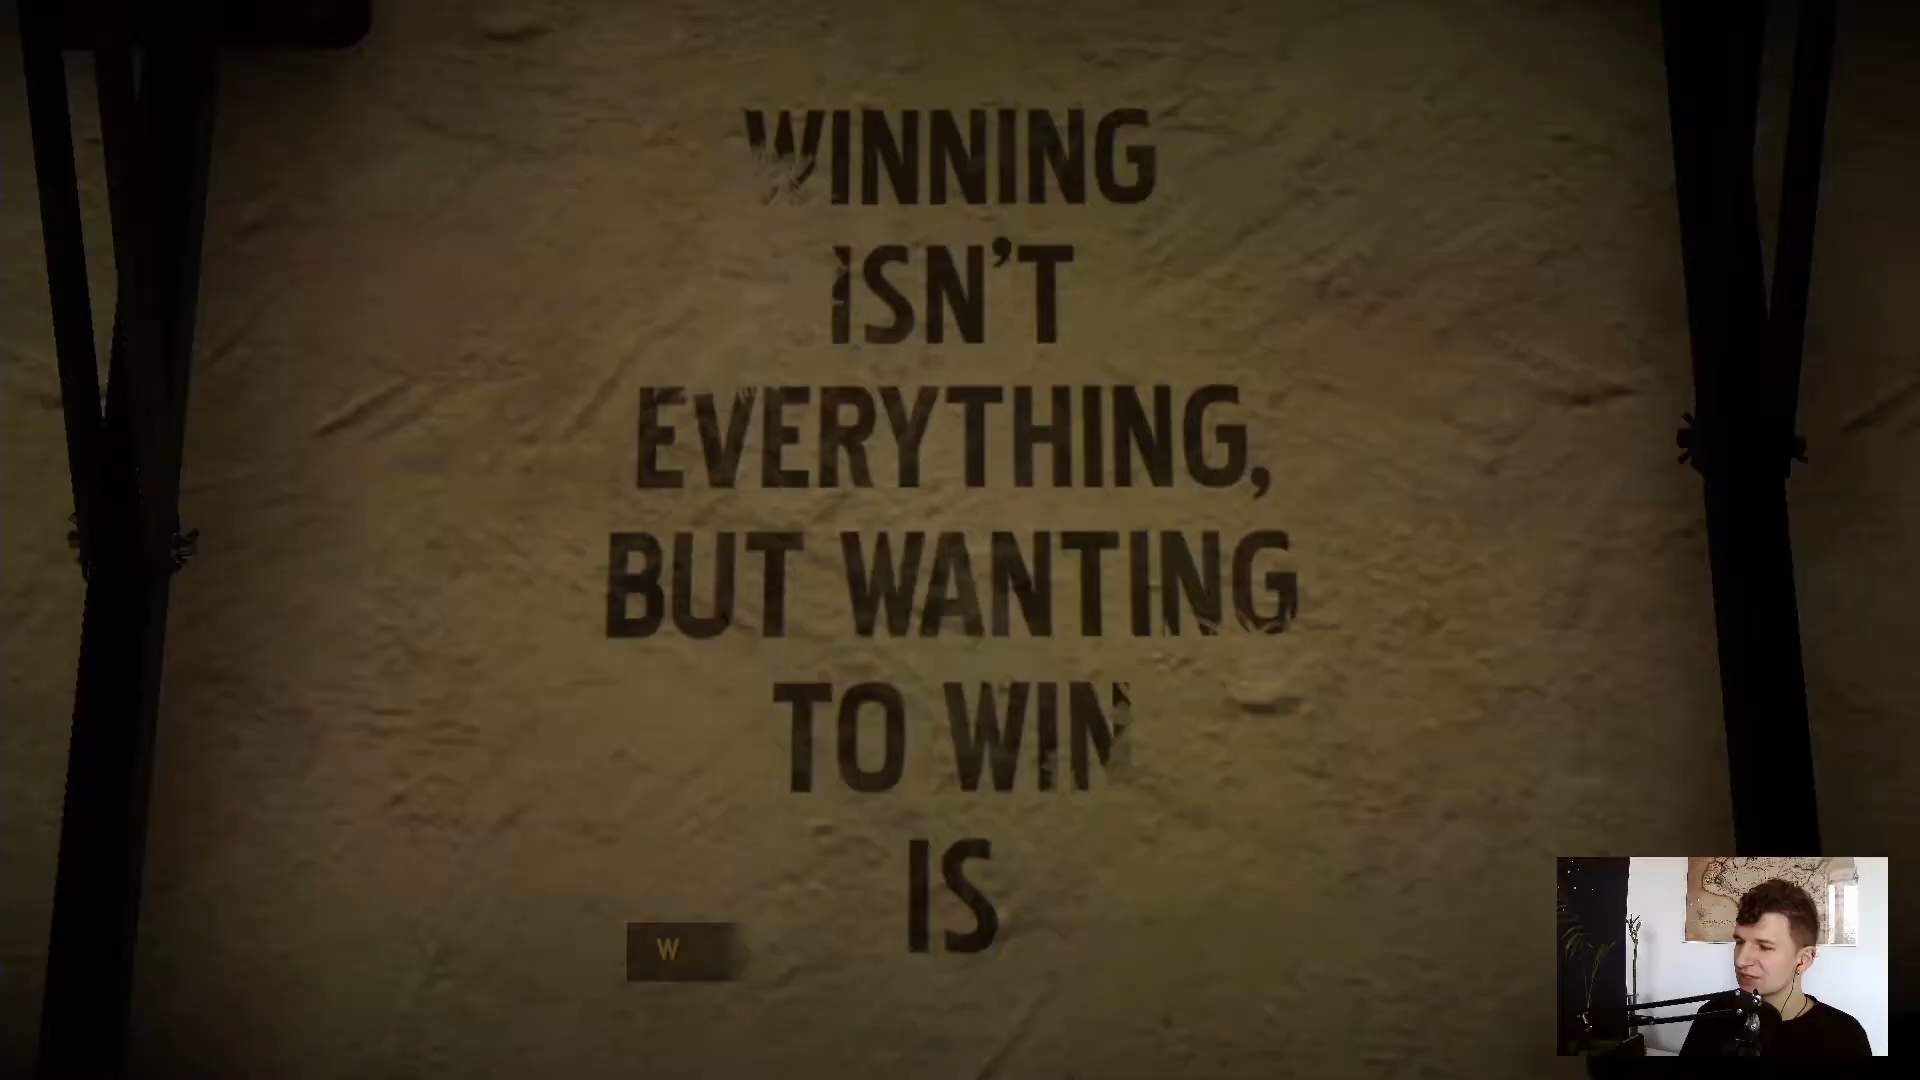 WINNING
ISN'T
EVERYTHING,
BUT WANTING
TO WIN
IS
W